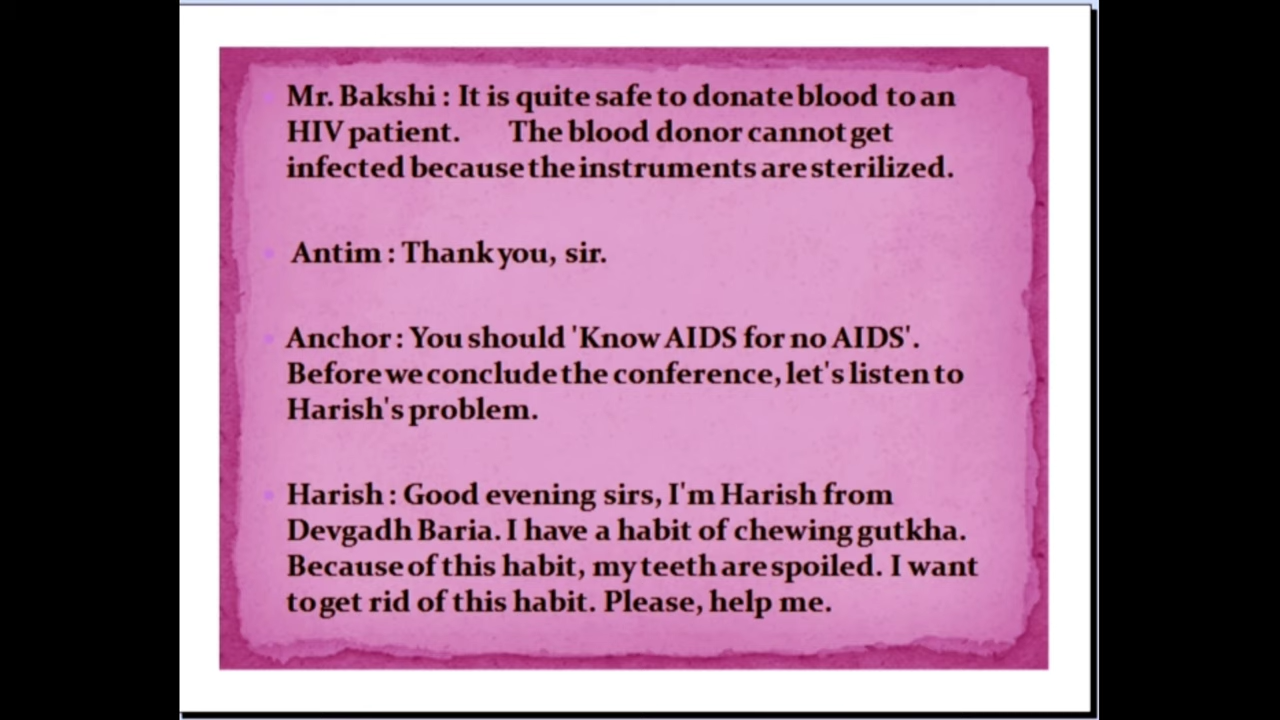 Mr. Bakshi : It is quite safe to donate blood to an
HIV patient. The blood donor cannot get
infected because the instruments are sterilized.
Antim : Thank you, sir.
Anchor : You should 'Know AIDS for no AIDS'.
Before we conclude the conference, let's listen to
Harish's problem.
Harish : Good evening sirs, I'm Harish from
Devgadh Baria. I have a habit of chewing gutkha.
Because of this habit, my teeth are spoiled. I want
to get rid of this habit. Please, help me.